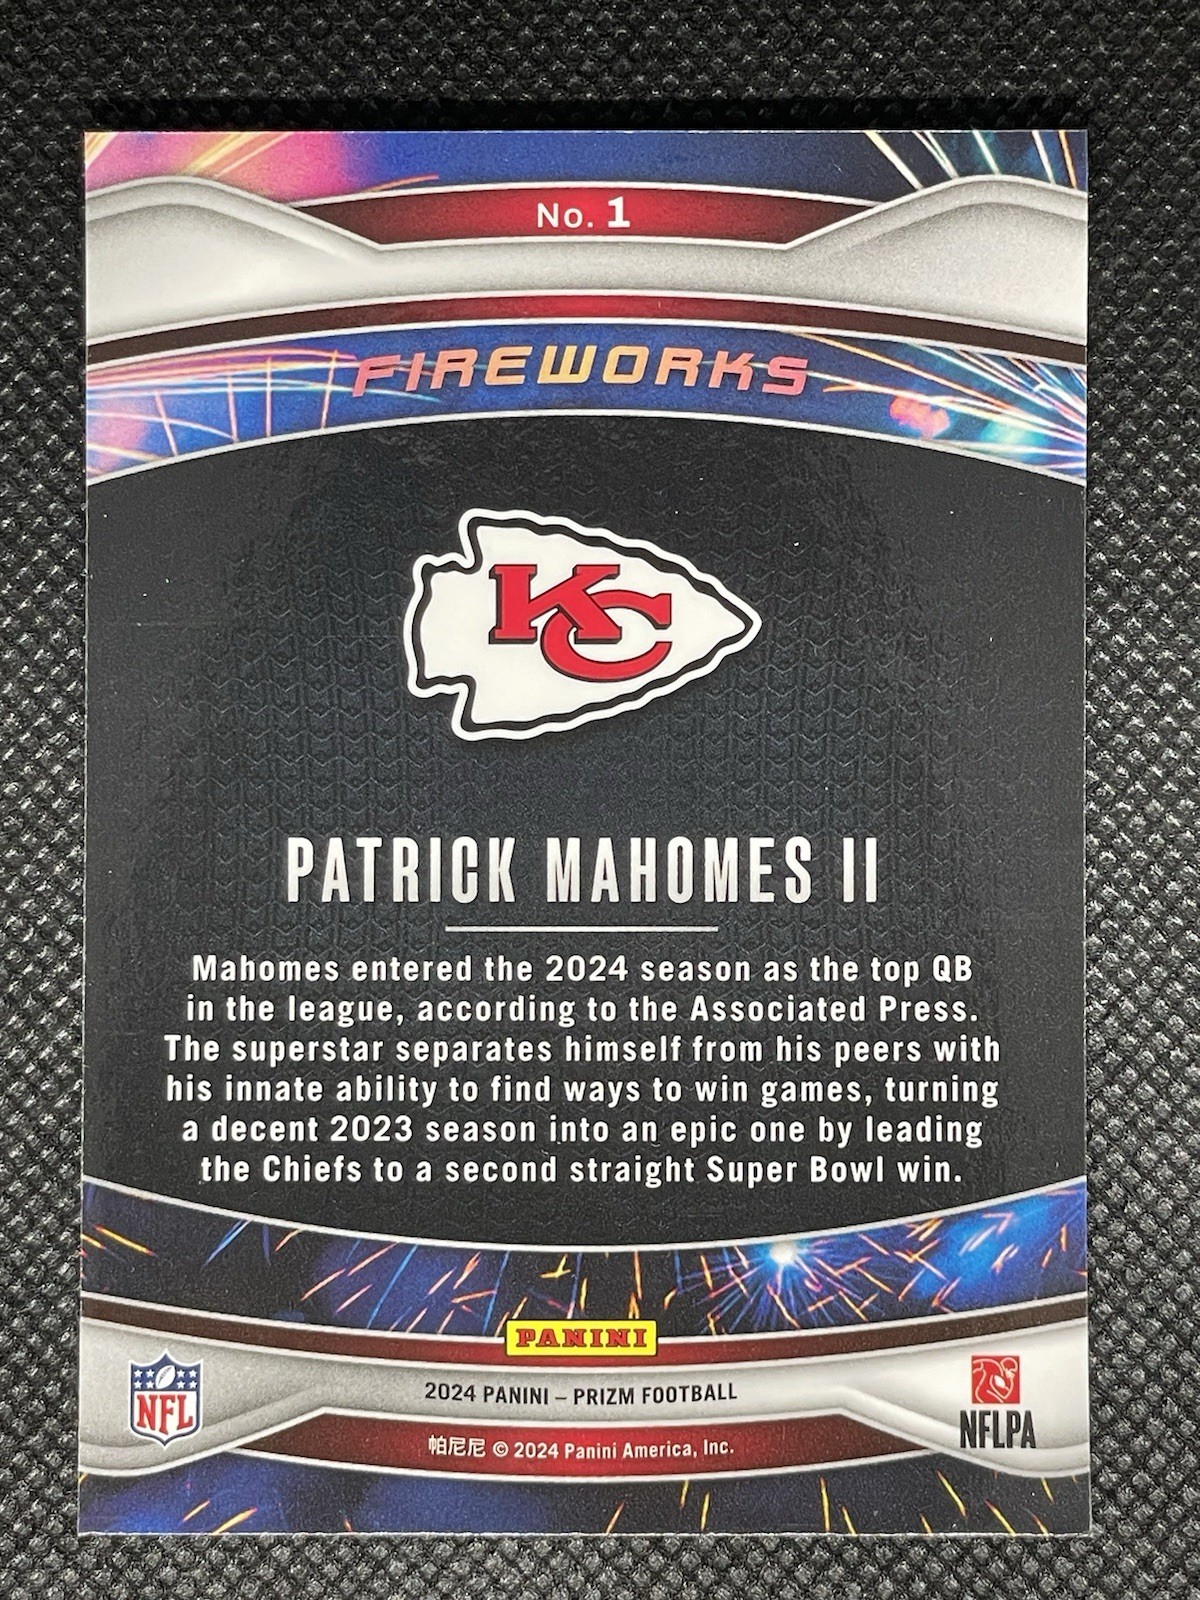 No. 1
FIREWORKS
KC
PATRICK MAHOMES II
Mahomes entered the 2024 season as the top QB
in the league, according to the Associated Press.
The superstar separates himself from his peers with
his innate ability to find ways to win games, turning
a decent 2023 season into an epic one by leading
the Chiefs to a second straight Super Bowl win.
PANINI
NFL
2024 PANINI – PRIZM FOOTBALL
NFLPA
帕尼尼 © 2024 Panini America, Inc.